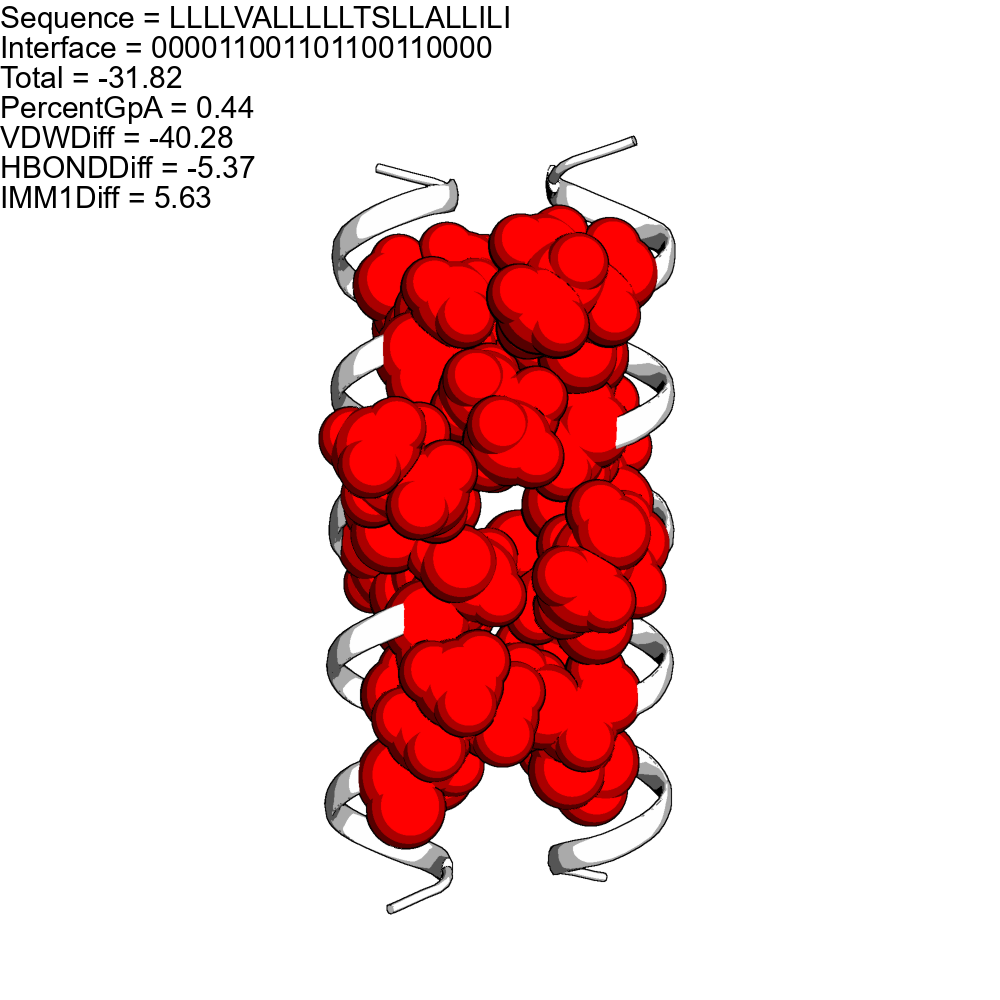 Sequence = LLLLVALLLLLTSLLALLILI
Interface = 000011001101100110000
Total = -31.82
PercentGpA = 0.44
VDWDiff = -40.28
HBONDDiff = -5.37
IMM1Diff = 5.63